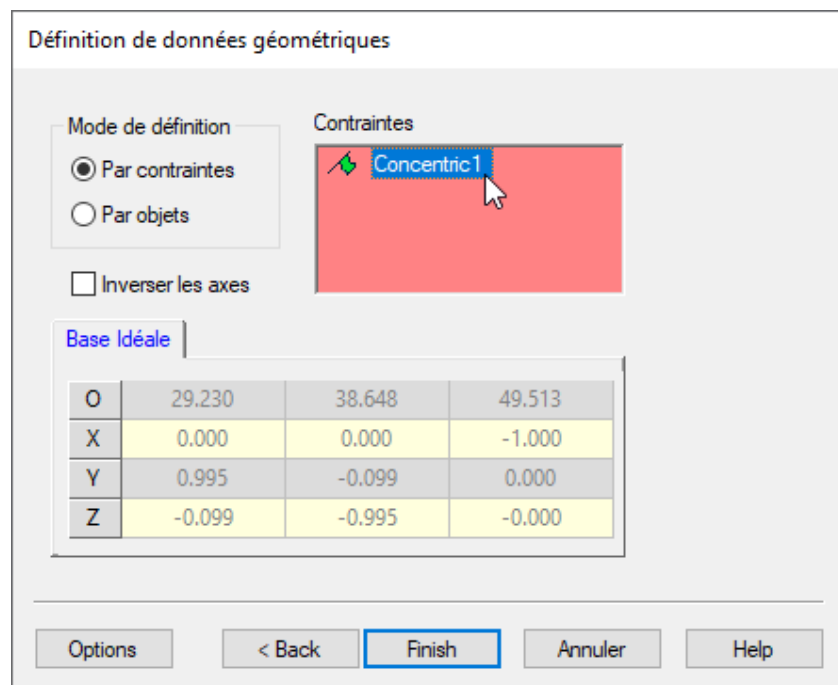 Définition de données géométriques
Mode de définition
Par contraintes
Par objets
Contraintes
Concentric1
Inverser les axes
Base Idéale
O 29.230 38.648 49.513
X 0.000 0.000 -1.000
Y 0.995 -0.099 0.000
Z -0.099 -0.995 -0.000
Options < Back Finish Annuler Help